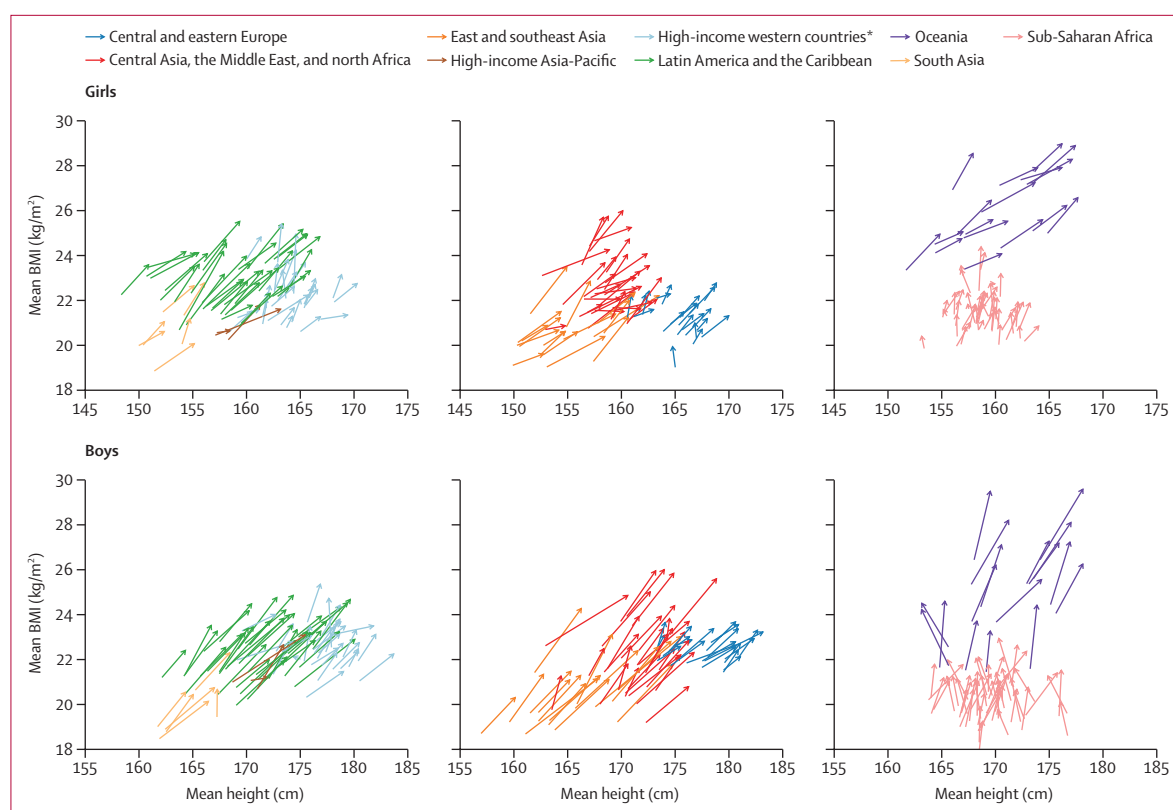 Central and eastern Europe
East and southeast Asia
High-income western countries*
Oceania
Sub-Saharan Africa
Central Asia, the Middle East, and north Africa
High-income Asia-Pacific
Latin America and the Caribbean
South Asia
Girls
30
28
26
24
22
20
18
Mean BMI (kg/m²)
145 150 155 160 165 170 175
145 150 155 160 165 170 175
145 150 155 160 165 170 175
Boys
30
28
26
24
22
20
18
Mean BMI (kg/m²)
155 160 165 170 175 180 185
155 160 165 170 175 180 185
155 160 165 170 175 180 185
Mean height (cm)
Mean height (cm)
Mean height (cm)